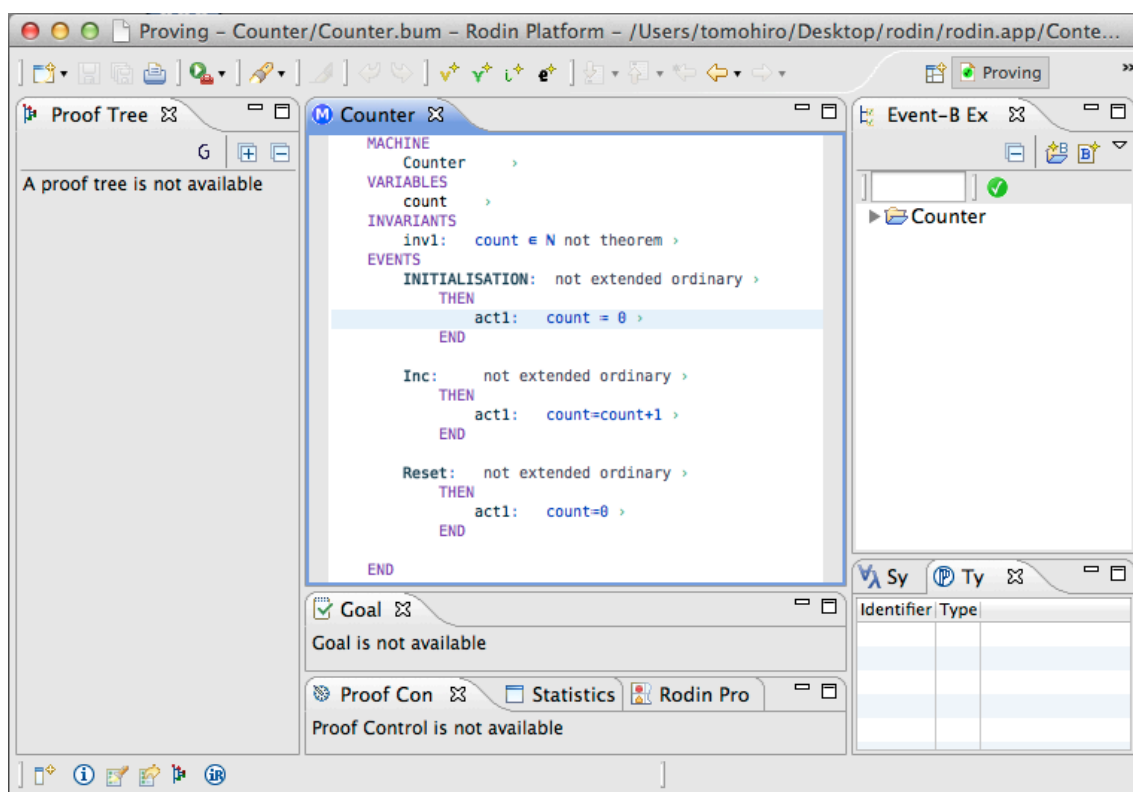 Proving – Counter/Counter.bum – Rodin Platform – /Users/tomohiro/Desktop/rodin/rodin.app/Conte...
Proving
»
Proof Tree
G
A proof tree is not available
Counter
MACHINE
Counter ›
VARIABLES
count ›
INVARIANTS
inv1: count ∈ ℕ not theorem ›
EVENTS
INITIALISATION: not extended ordinary ›
THEN
act1: count ≔ 0 ›
END
Inc: not extended ordinary ›
THEN
act1: count≔count+1 ›
END
Reset: not extended ordinary ›
THEN
act1: count≔0 ›
END
END
Goal
Goal is not available
Proof Con
Statistics
Rodin Pro
Proof Control is not available
Event-B Ex
Counter
Sy
Ty
Identifier Type